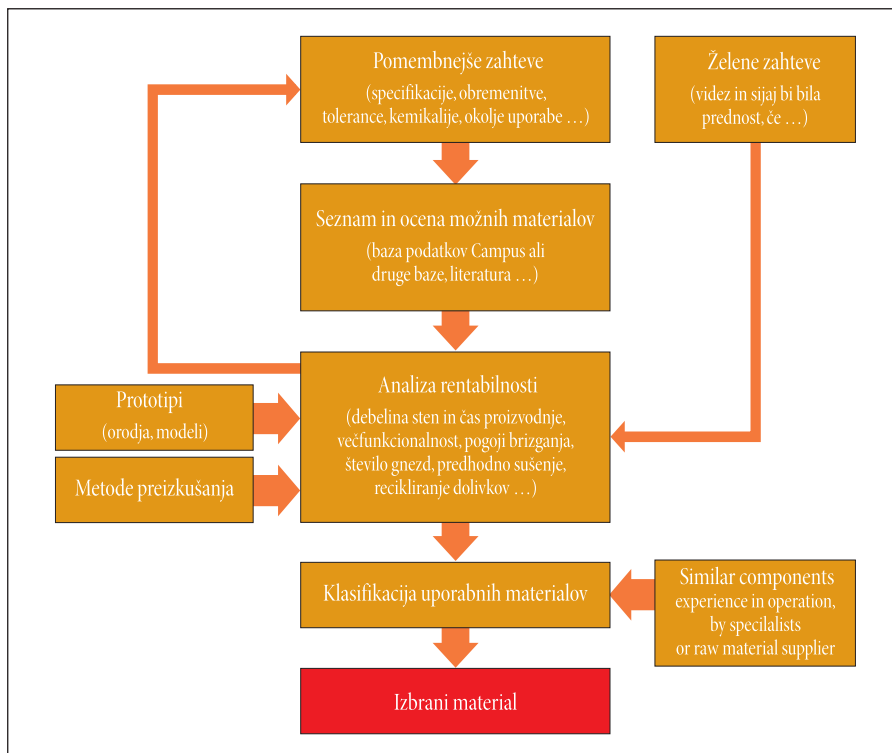 Pomembnejše zahteve
(specifikacije, obremenitve,
tolerance, kemikalije, okolje uporabe …)
Želene zahteve
(videz in sijaj bi bila
prednost, če …)
Seznam in ocena možnih materialov
(baza podatkov Campus ali
druge baze, literatura …)
Analiza rentabilnosti
(debelina sten in čas proizvodnje,
večfunkcionalnost, pogoji brizganja,
število gnezd, predhodno sušenje,
recikliranje dolivkov …)
Prototipi
(orodja, modeli)
Metode preizkušanja
Klasifikacija uporabnih materialov
Similar components
experience in operation,
by specilalists
or raw material supplier
Izbrani material